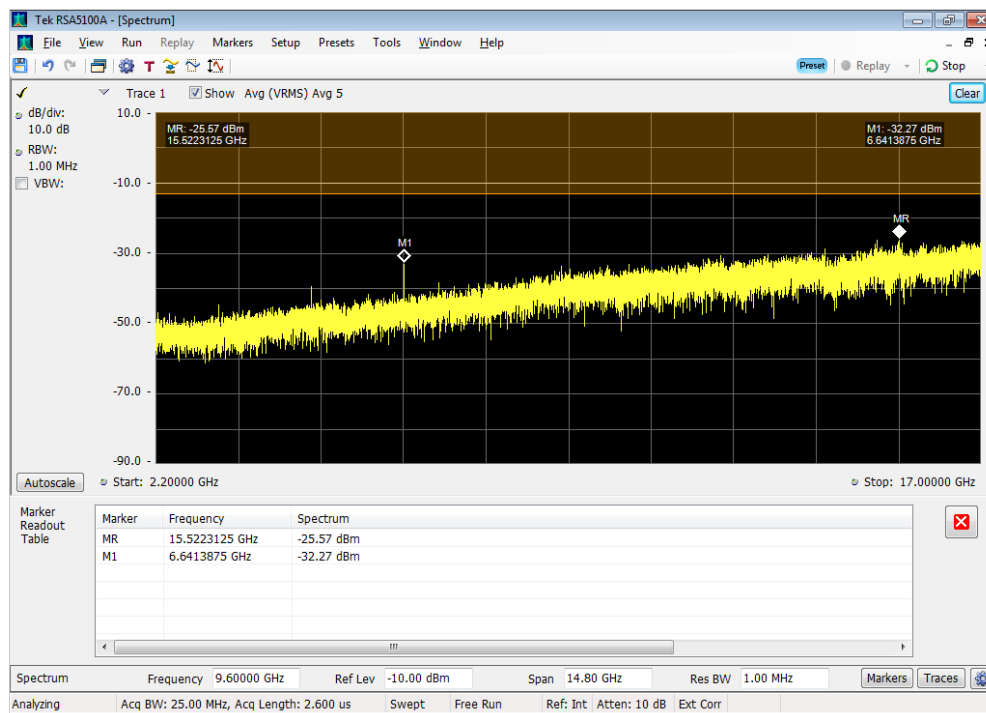 Tek RSA5100A - [Spectrum]
File View Run Replay Markers Setup Presets Tools Window Help
T Preset Replay Stop
Trace 1 Show Avg (VRMS) Avg 5 Clear
dB/div:
10.0 dB
RBW:
1.00 MHz
VBW:
10.0 -
-10.0 -
-30.0 -
-50.0 -
-70.0 -
-90.0 -
MR: -25.57 dBm
15.5223125 GHz
M1: -32.27 dBm
6.6413875 GHz
MR
M1
Autoscale Start: 2.20000 GHz Stop: 17.00000 GHz
Marker
Readout
Table
Marker Frequency Spectrum
MR 15.5223125 GHz -25.57 dBm
M1 6.6413875 GHz -32.27 dBm
Spectrum Frequency 9.60000 GHz Ref Lev -10.00 dBm Span 14.80 GHz Res BW 1.00 MHz Markers Traces
Analyzing Acq BW: 25.00 MHz, Acq Length: 2.600 us Swept Free Run Ref: Int Atten: 10 dB Ext Corr